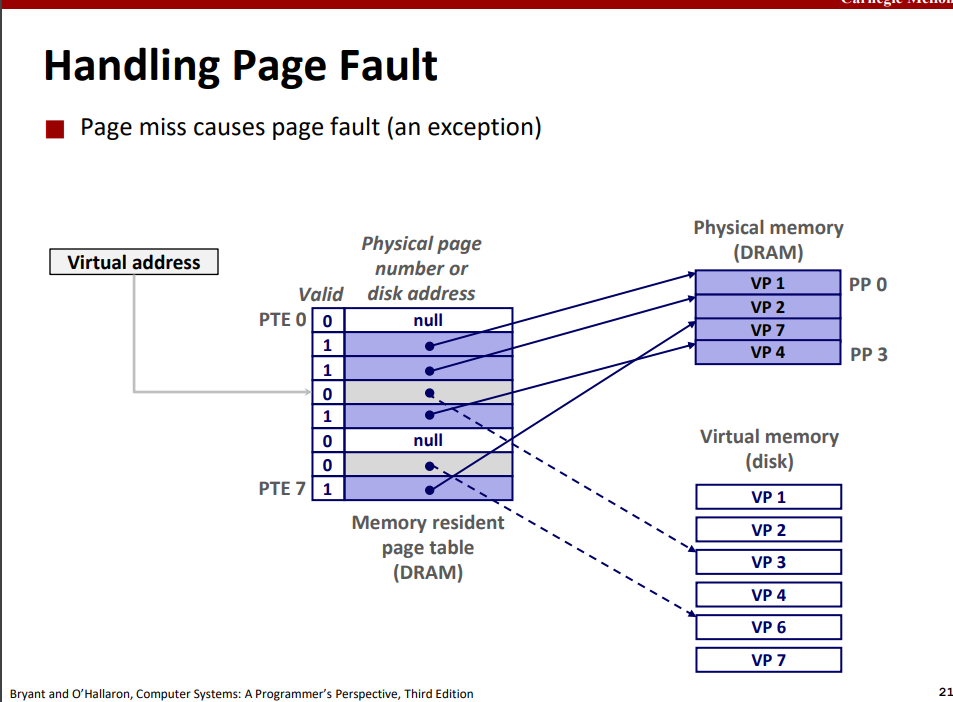 Carnegie Mellon
Handling Page Fault
Page miss causes page fault (an exception)
Virtual address
Physical page
number or
disk address
Valid
PTE 0
0
null
1
1
0
1
0
null
0
PTE 7
1
Memory resident
page table
(DRAM)
Physical memory
(DRAM)
VP 1
PP 0
VP 2
VP 7
VP 4
PP 3
Virtual memory
(disk)
VP 1
VP 2
VP 3
VP 4
VP 6
VP 7
Bryant and O’Hallaron, Computer Systems: A Programmer’s Perspective, Third Edition
21